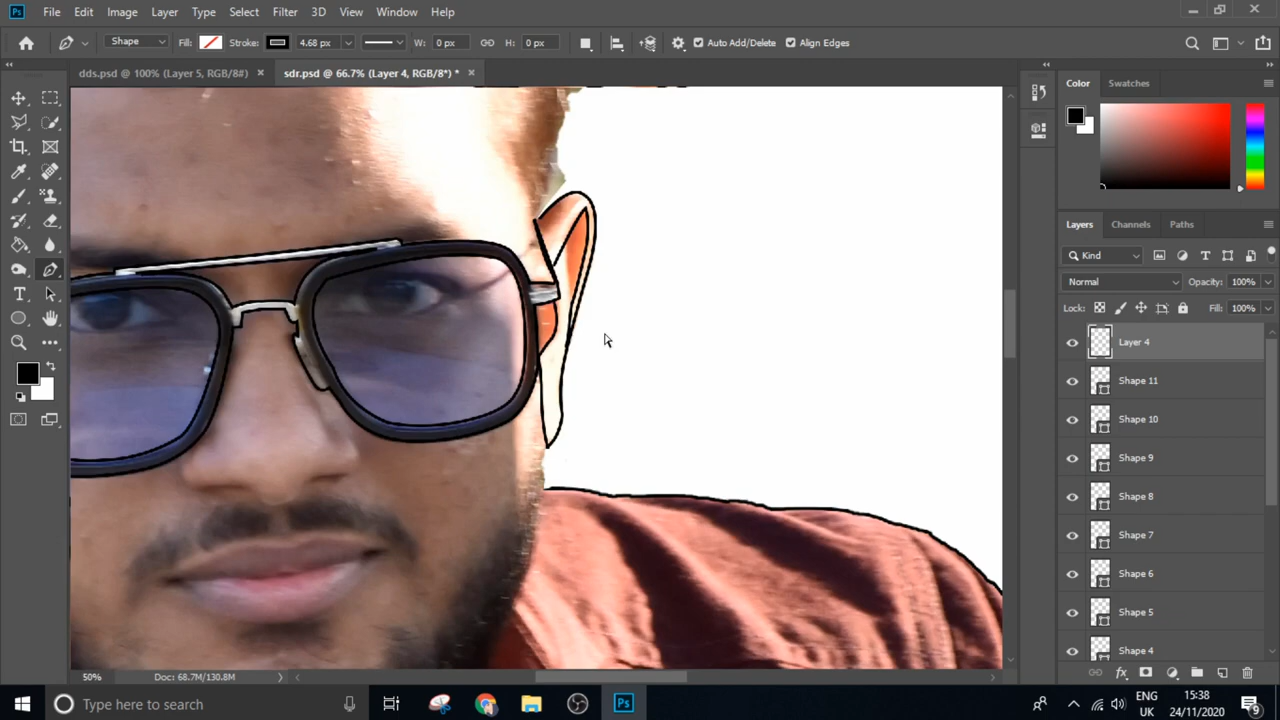 Ps File Edit Image Layer Type Select Filter 3D View Window Help
Shape Fill: Stroke: 4.68 px W: 0 px H: 0 px Auto Add/Delete Align Edges
dds.psd @ 100% (Layer 5, RGB/8#) sdr.psd @ 66.7% (Layer 4, RGB/8*) *
Color Swatches
Layers Channels Paths
Kind
Normal Opacity: 100%
Lock: Fill: 100%
Layer 4
Shape 11
Shape 10
Shape 9
Shape 8
Shape 7
Shape 6
Shape 5
Shape 4
50% Doc: 68.7M/130.8M
Type here to search Ps ENG 15:38
UK 24/11/2020 9